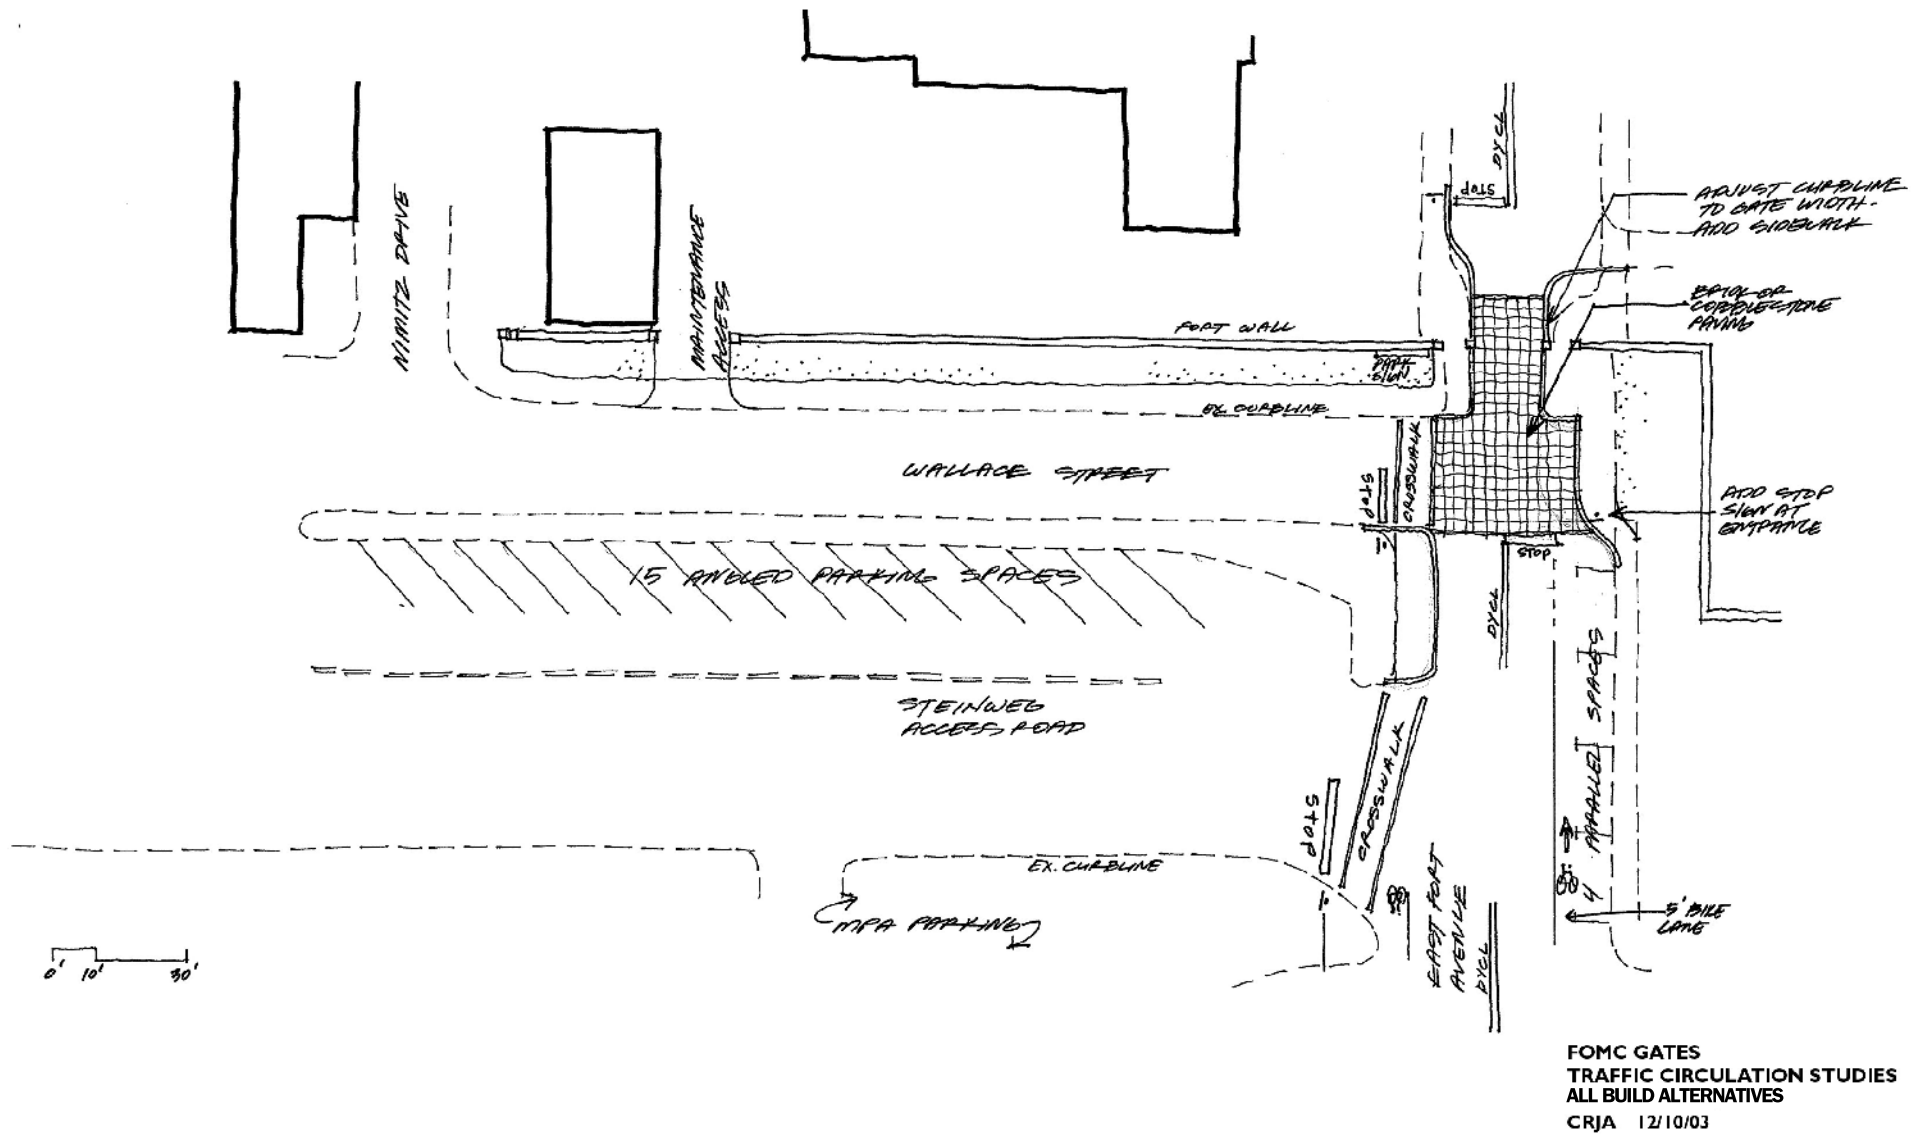 NIMITZ DRIVE
MAINTENANCE
ACCESS
DYCL
STOP
ADJUST CURBLINE
TO GATE WIDTH.
ADD SIDEWALK
BRICK OR
COBBLESTONE
PAVING
FORT WALL
PARK
SIGN
EX. CURBLINE
WALLACE STREET
STOP
CROSSWALK
ADD STOP
SIGN AT
ENTRANCE
STOP
15 ANGLED PARKING SPACES
DYCL
4 PARALLEL SPACES
STEINWEG
ACCESS ROAD
STOP
CROSSWALK
EX. CURBLINE
MPA PARKING
EAST FORT
AVENUE
DYCL
5' BIKE
LANE
0' 10' 30'
FOMC GATES
TRAFFIC CIRCULATION STUDIES
ALL BUILD ALTERNATIVES
CRJA 12/10/03